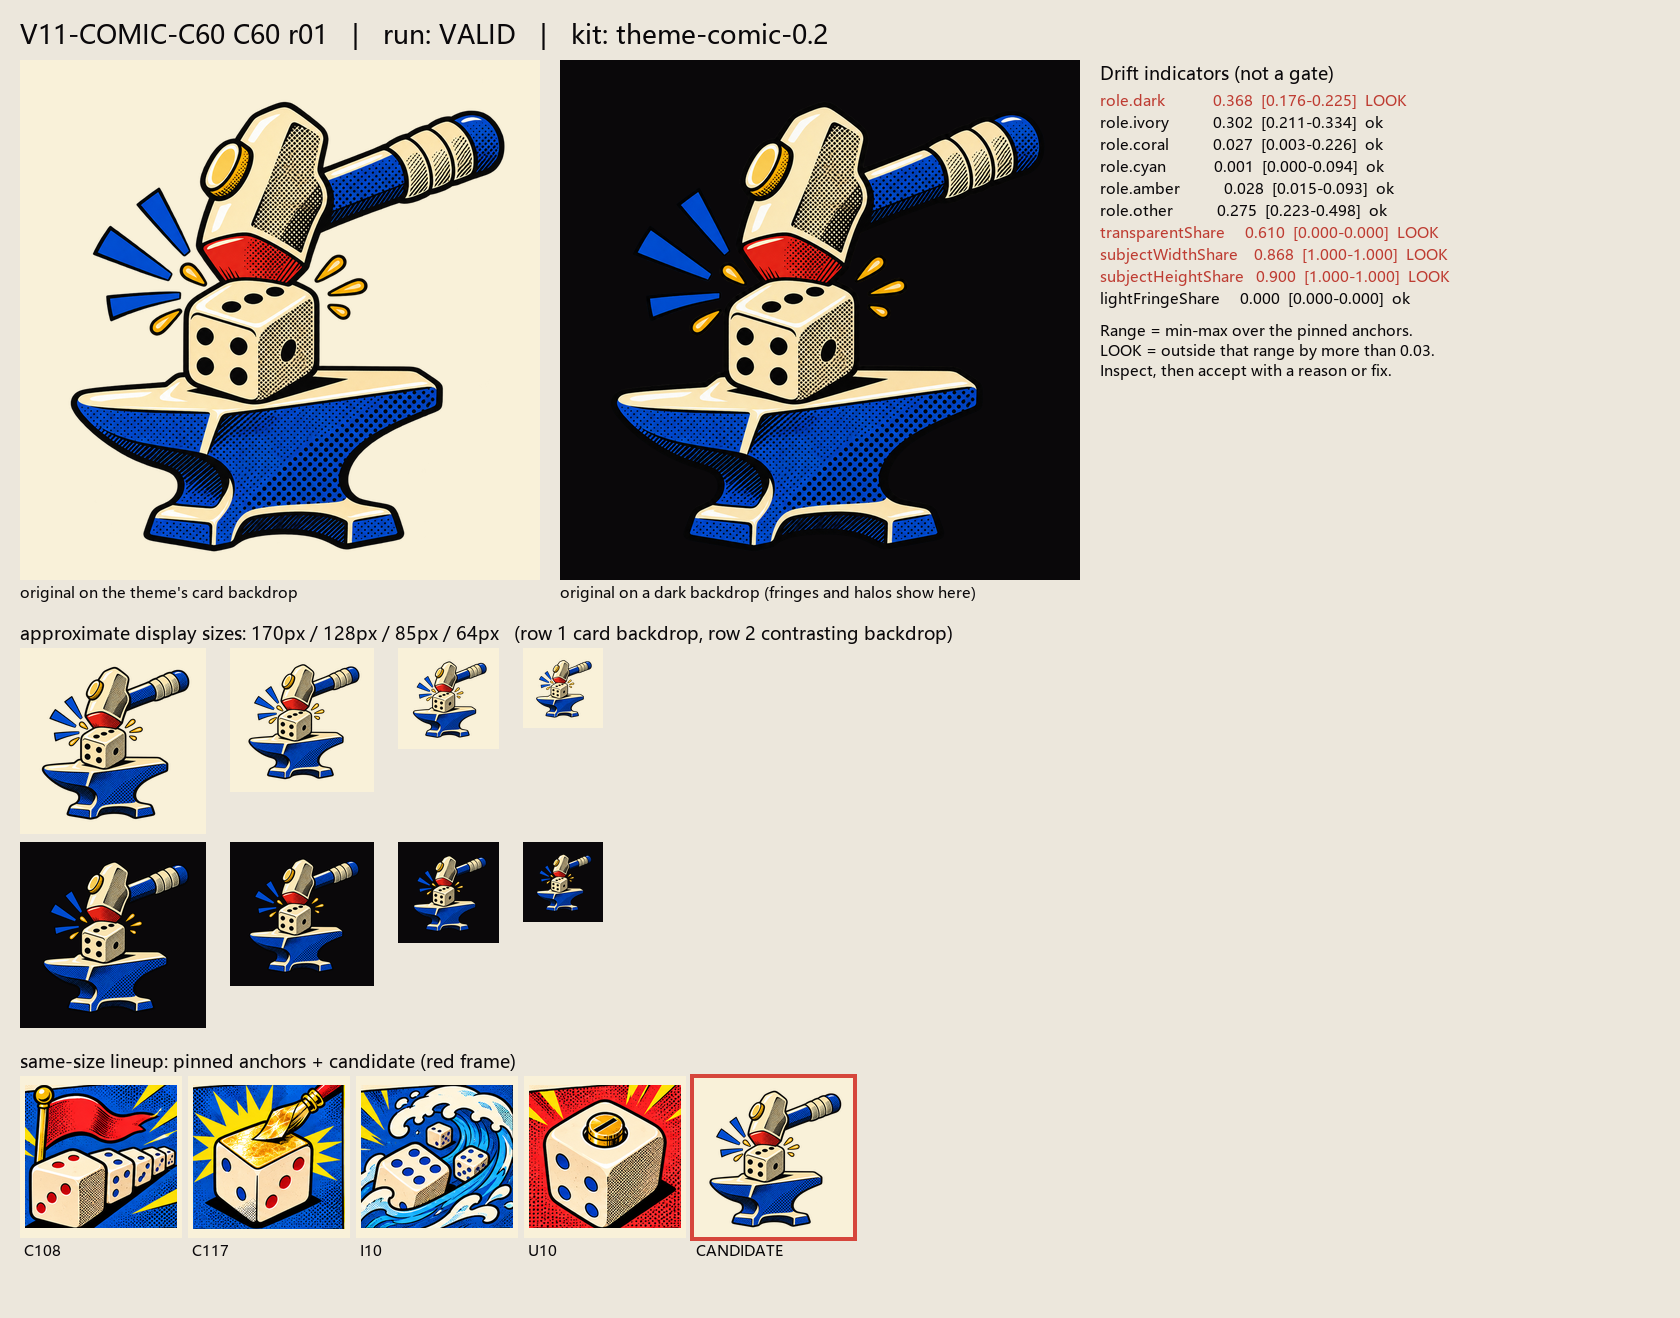 V11-COMIC-C60 C60 r01 | run: VALID | kit: theme-comic-0.2
Drift indicators (not a gate)
role.dark 0.368 [0.176-0.225] LOOK
role.ivory 0.302 [0.211-0.334] ok
role.coral 0.027 [0.003-0.226] ok
role.cyan 0.001 [0.000-0.094] ok
role.amber 0.028 [0.015-0.093] ok
role.other 0.275 [0.223-0.498] ok
transparentShare 0.610 [0.000-0.000] LOOK
subjectWidthShare 0.868 [1.000-1.000] LOOK
subjectHeightShare 0.900 [1.000-1.000] LOOK
lightFringeShare 0.000 [0.000-0.000] ok
Range = min-max over the pinned anchors.
LOOK = outside that range by more than 0.03.
Inspect, then accept with a reason or fix.
original on the theme's card backdrop
original on a dark backdrop (fringes and halos show here)
approximate display sizes: 170px / 128px / 85px / 64px (row 1 card backdrop, row 2 contrasting backdrop)
same-size lineup: pinned anchors + candidate (red frame)
C108
C117
I10
U10
CANDIDATE